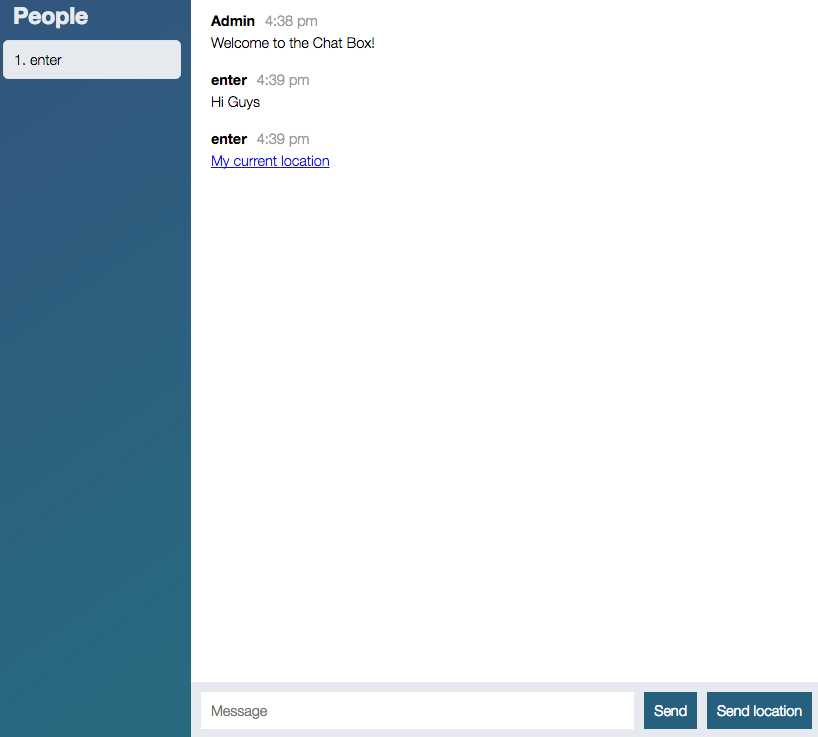 People
1. enter
Admin 4:38 pm
Welcome to the Chat Box!
enter 4:39 pm
Hi Guys
enter 4:39 pm
My current location
Message
Send
Send location